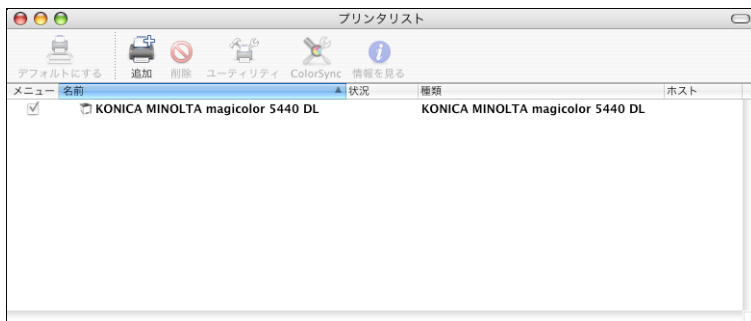 プリンタリスト
デフォルトにする 追加 削除 ユーティリティ ColorSync 情報を見る
メニュー 名前 状況 種類 ホスト
KONICA MINOLTA magicolor 5440 DL KONICA MINOLTA magicolor 5440 DL